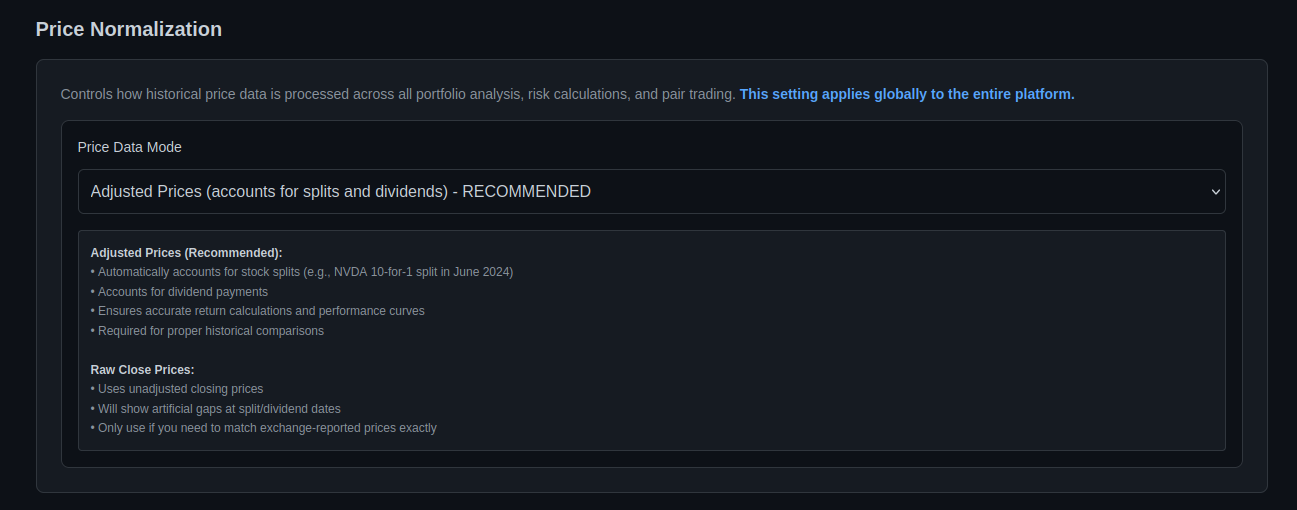 Price Normalization
Controls how historical price data is processed across all portfolio analysis, risk calculations, and pair trading. This setting applies globally to the entire platform.
Price Data Mode
Adjusted Prices (accounts for splits and dividends) - RECOMMENDED
Adjusted Prices (Recommended):
• Automatically accounts for stock splits (e.g., NVDA 10-for-1 split in June 2024)
• Accounts for dividend payments
• Ensures accurate return calculations and performance curves
• Required for proper historical comparisons
Raw Close Prices:
• Uses unadjusted closing prices
• Will show artificial gaps at split/dividend dates
• Only use if you need to match exchange-reported prices exactly